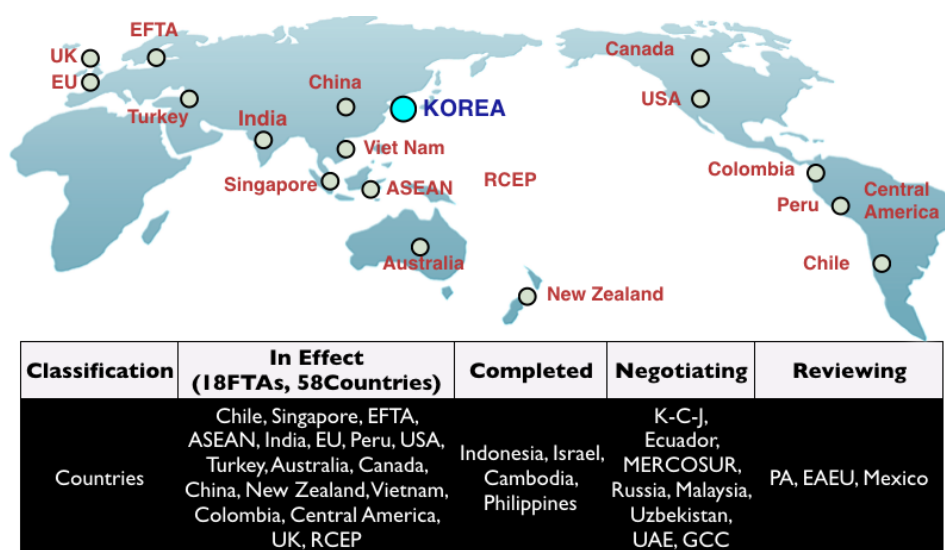 EFTA
UK
EU
Turkey
India
China
KOREA
Viet Nam
Singapore
ASEAN
RCEP
Australia
New Zealand
Canada
USA
Colombia
Peru
Central
America
Chile
Classification
In Effect
(18FTAs, 58Countries)
Completed
Negotiating
Reviewing
Countries
Chile, Singapore, EFTA,
ASEAN, India, EU, Peru, USA,
Turkey, Australia, Canada,
China, New Zealand, Vietnam,
Colombia, Central America,
UK, RCEP
Indonesia, Israel,
Cambodia,
Philippines
K-C-J,
Ecuador,
MERCOSUR,
Russia, Malaysia,
Uzbekistan,
UAE, GCC
PA, EAEU, Mexico